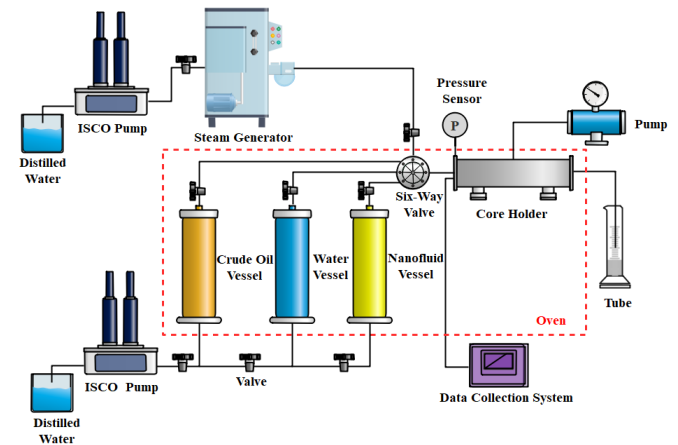 Pressure
Sensor
P
ISCO Pump
Steam Generator
Pump
Distilled
Water
Six-Way
Valve
Core Holder
Crude Oil
Vessel
Water
Vessel
Nanofluid
Vessel
Tube
Oven
ISCO Pump
Valve
Data Collection System
Distilled
Water